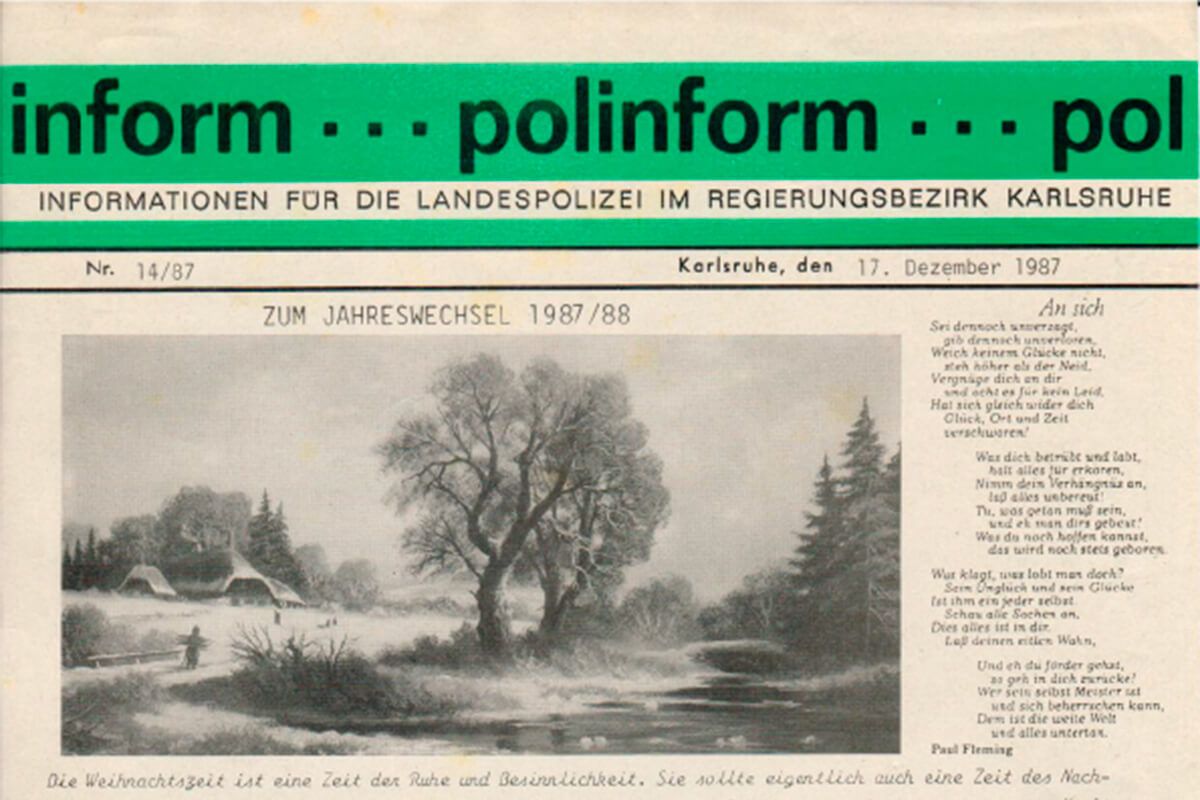 inform ... polinform ... pol
INFORMATIONEN FÜR DIE LANDESPOLIZEI IM REGIERUNGSBEZIRK KARLSRUHE
Nr. 14/87 Karlsruhe, den 17. Dezember 1987
ZUM JAHRESWECHSEL 1987/88
An sich
Sei dennoch unverzagt,
gib dennoch unverloren,
Weich keinem Glücke nicht,
steh höher als der Neid,
Vergnüge dich an dir
und acht es für kein Leid,
Hat sich gleich wider dich
Glück, Ort und Zeit
verschworen!
Was dich betrübt und labt,
halt alles für erkoren,
Nimm dein Verhängnüs an,
laß alles unbereut!
Tu, was getan muß sein,
und eh man dirs gebeut!
Was du noch hoffen kannst,
das wird noch stets geboren.
Was klagt, was lobt man doch?
Sein Unglück und sein Glücke
Ist ihm ein jeder selbst.
Schau alle Sachen an,
Dies alles ist in dir.
Laß deinen eitlen Wahn,
Und eh du förder gehst,
so geh in dich zurücke!
Wer sein selbst Meister ist
und sich beherrschen kann,
Dem ist die weite Welt
und alles untertan.
Paul Fleming
Die Weihnachtszeit ist eine Zeit der Ruhe und Besinnlichkeit. Sie sollte eigentlich auch eine Zeit des Nach-